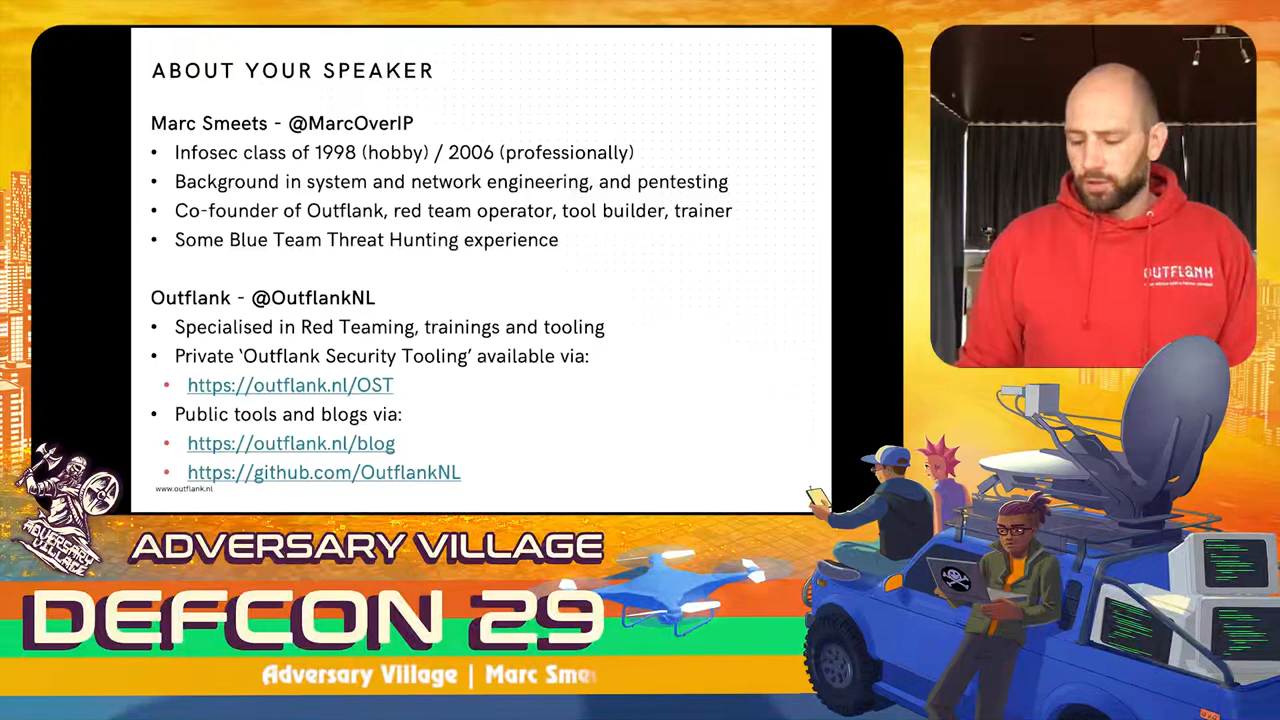 ABOUT YOUR SPEAKER
Marc Smeets - @MarcOverIP
• Infosec class of 1998 (hobby) / 2006 (professionally)
• Background in system and network engineering, and pentesting
• Co-founder of Outflank, red team operator, tool builder, trainer
• Some Blue Team Threat Hunting experience
Outflank - @OutflankNL
• Specialised in Red Teaming, trainings and tooling
• Private ‘Outflank Security Tooling’ available via:
• https://outflank.nl/OST
• Public tools and blogs via:
• https://outflank.nl/blog
• https://github.com/OutflankNL
www.outflank.nl
OUTFLANK
ADVERSARY
VILLAGE
ADVERSARY VILLAGE
DEFCON 29
Adversary Village | Marc Sme